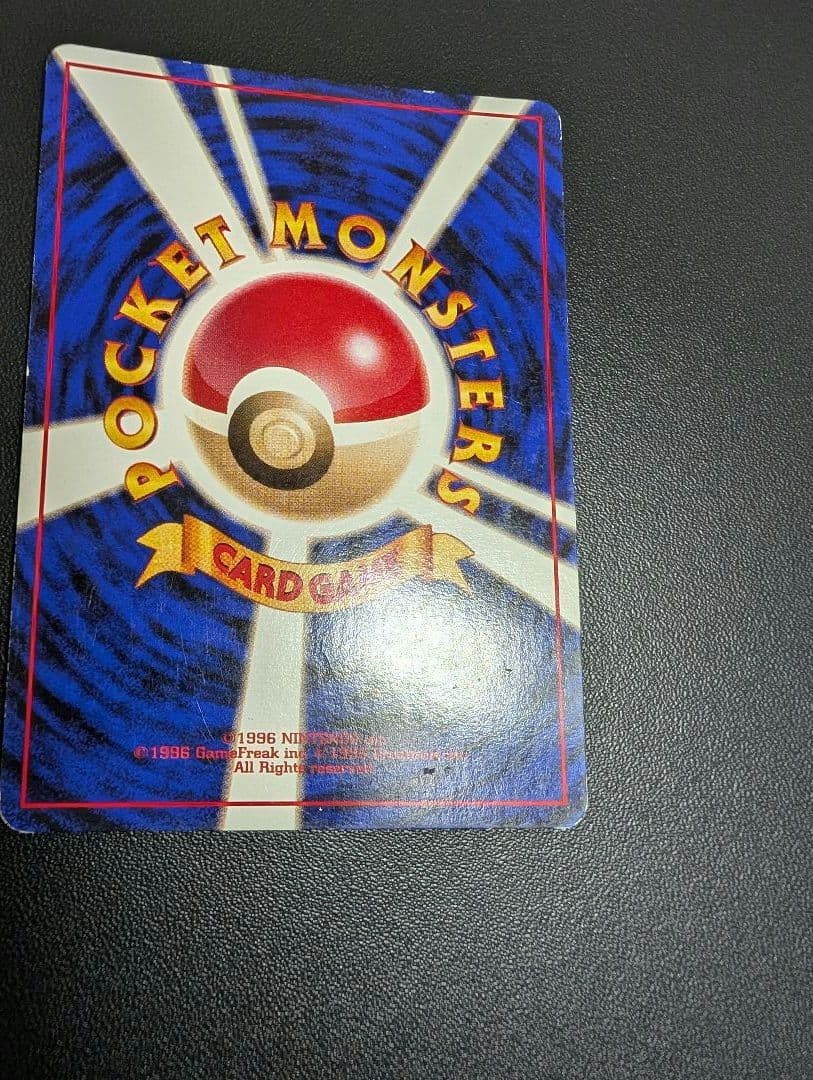 POCKET MONSTERS
CARD GAME
©1996 NINTENDO
©1996 GameFreak inc.
All Rights reserved